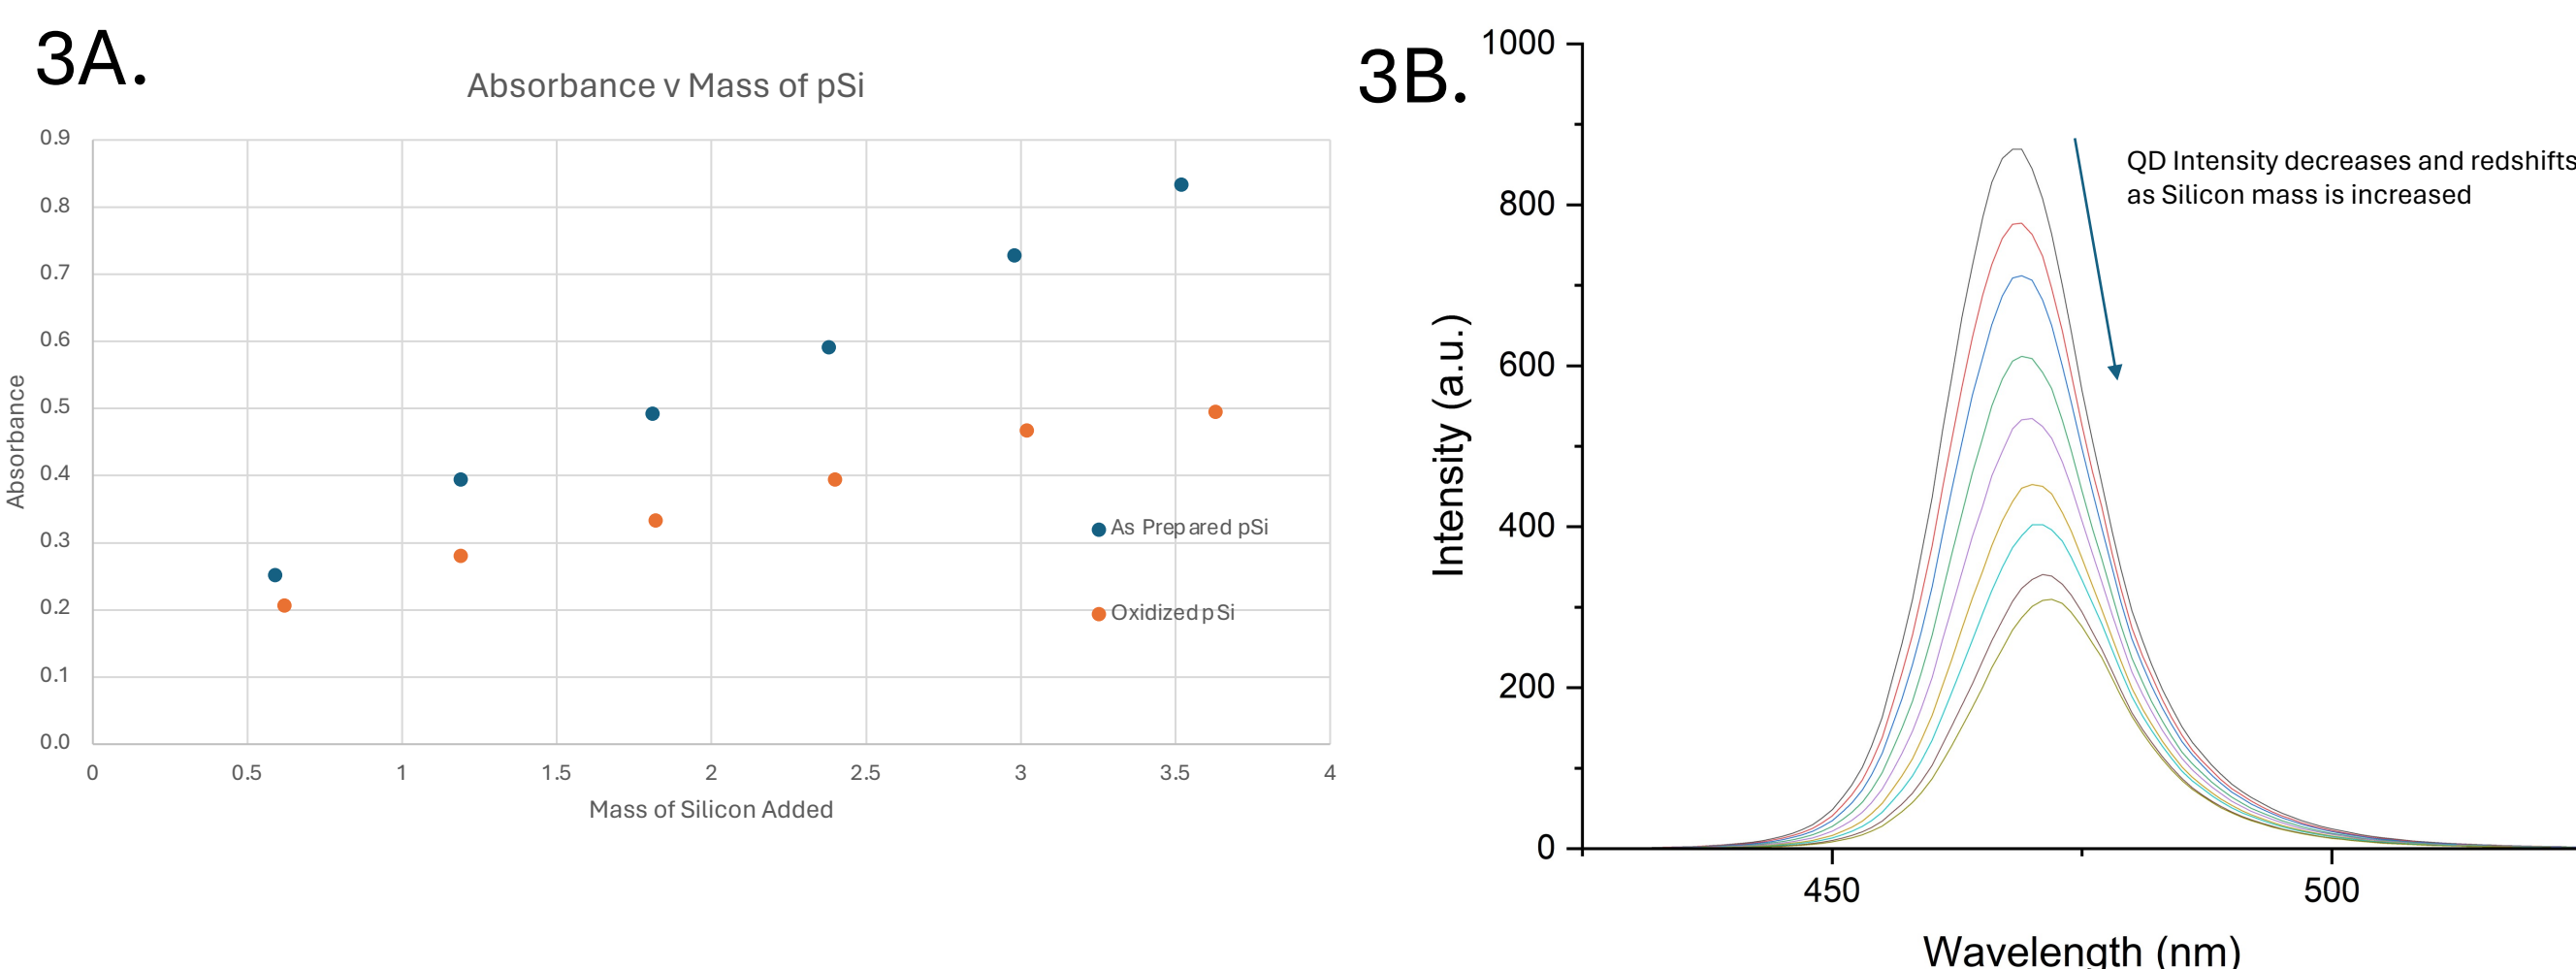 3A.
Absorbance v Mass of pSi
0.9
0.8
0.7
0.6
0.5
0.4
0.3
0.2
0.1
0.0
Absorbance
0 0.5 1 1.5 2 2.5 3 3.5 4
Mass of Silicon Added
As Prepared pSi
Oxidized pSi
3B.
1000
800
600
400
200
0
Intensity (a.u.)
QD Intensity decreases and redshifts
as Silicon mass is increased
450 500
Wavelength (nm)